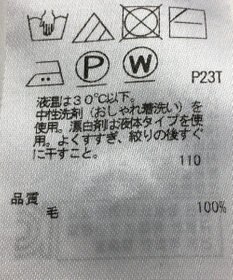 P W
P23T
液温は30℃以下。
中性洗剤（おしゃれ着洗い）を
使用。漂白剤は液体タイプを使
用。よくすすぎ、絞りの後すぐ
に干すこと。
110
品質
毛 100%